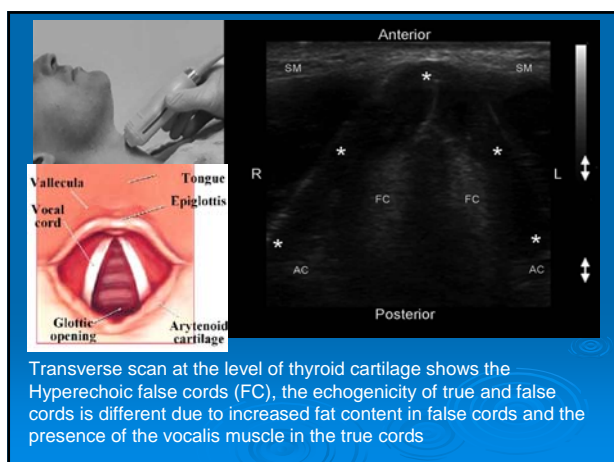 Anterior
SM
SM
*
*
*
R
L
FC
FC
*
*
AC
AC
Posterior
Tongue
Vallecula
Epiglottis
Vocal
cord
Glottic
opening
Arytenoid
cartilage
Transverse scan at the level of thyroid cartilage shows the
Hyperechoic false cords (FC), the echogenicity of true and false
cords is different due to increased fat content in false cords and the
presence of the vocalis muscle in the true cords